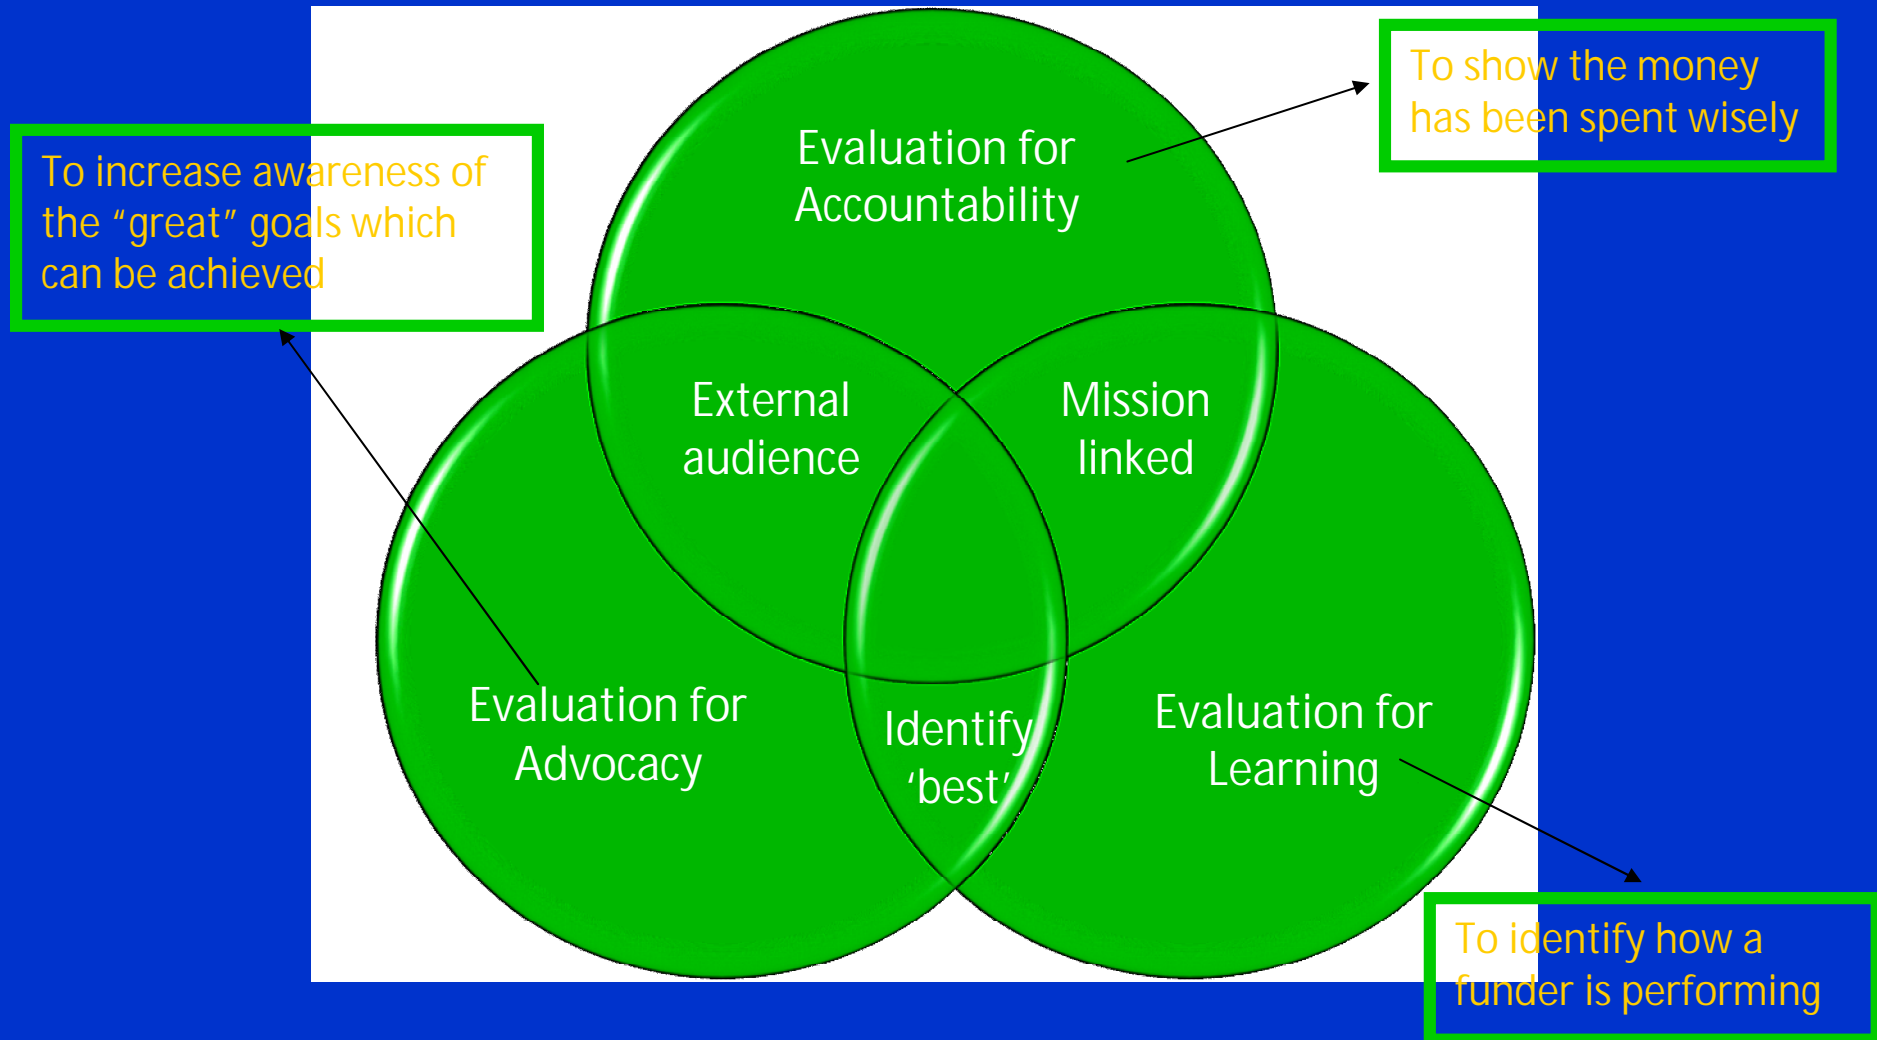 To show the money
has been spent wisely
Evaluation for
Accountability
To increase awareness of
the “great” goals which
can be achieved
External
audience
Mission
linked
Evaluation for
Advocacy
Identify
‘best’
Evaluation for
Learning
To identify how a
funder is performing